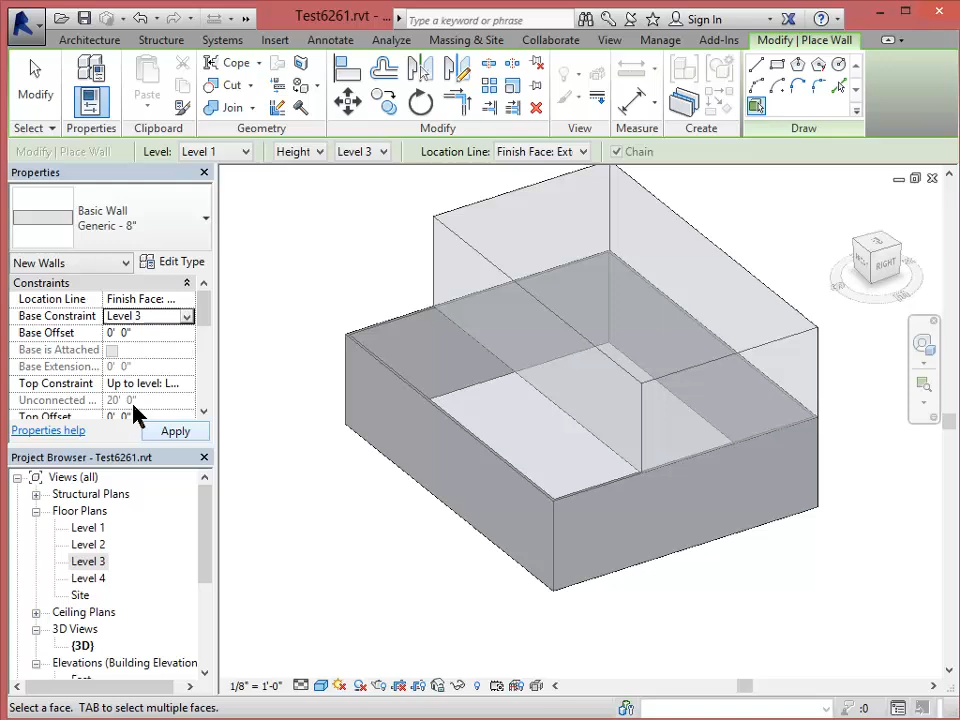 Test6261.rvt - ...
Type a keyword or phrase
Sign In
Architecture
Structure
Systems
Insert
Annotate
Analyze
Massing & Site
Collaborate
View
Manage
Add-Ins
Modify | Place Wall
Modify
Paste
Cope
Cut
Join
Select
Properties
Clipboard
Geometry
Modify
View
Measure
Create
Draw
Modify | Place Wall
Level:
Level 1
Height
Level 3
Location Line:
Finish Face: Ext
Chain
Properties
Basic Wall
Generic - 8"
New Walls
Edit Type
Constraints
Location Line
Finish Face: ...
Base Constraint
Level 3
Base Offset
0' 0"
Base is Attached
Base Extension...
0' 0"
Top Constraint
Up to level: L...
Unconnected ...
20' 0"
Top Offset
0' 0"
Properties help
Apply
Project Browser - Test6261.rvt
Views (all)
Structural Plans
Floor Plans
Level 1
Level 2
Level 3
Level 4
Site
Ceiling Plans
3D Views
{3D}
Elevations (Building Elevation
RIGHT
1/8" = 1'-0"
Select a face. TAB to select multiple faces.
:0